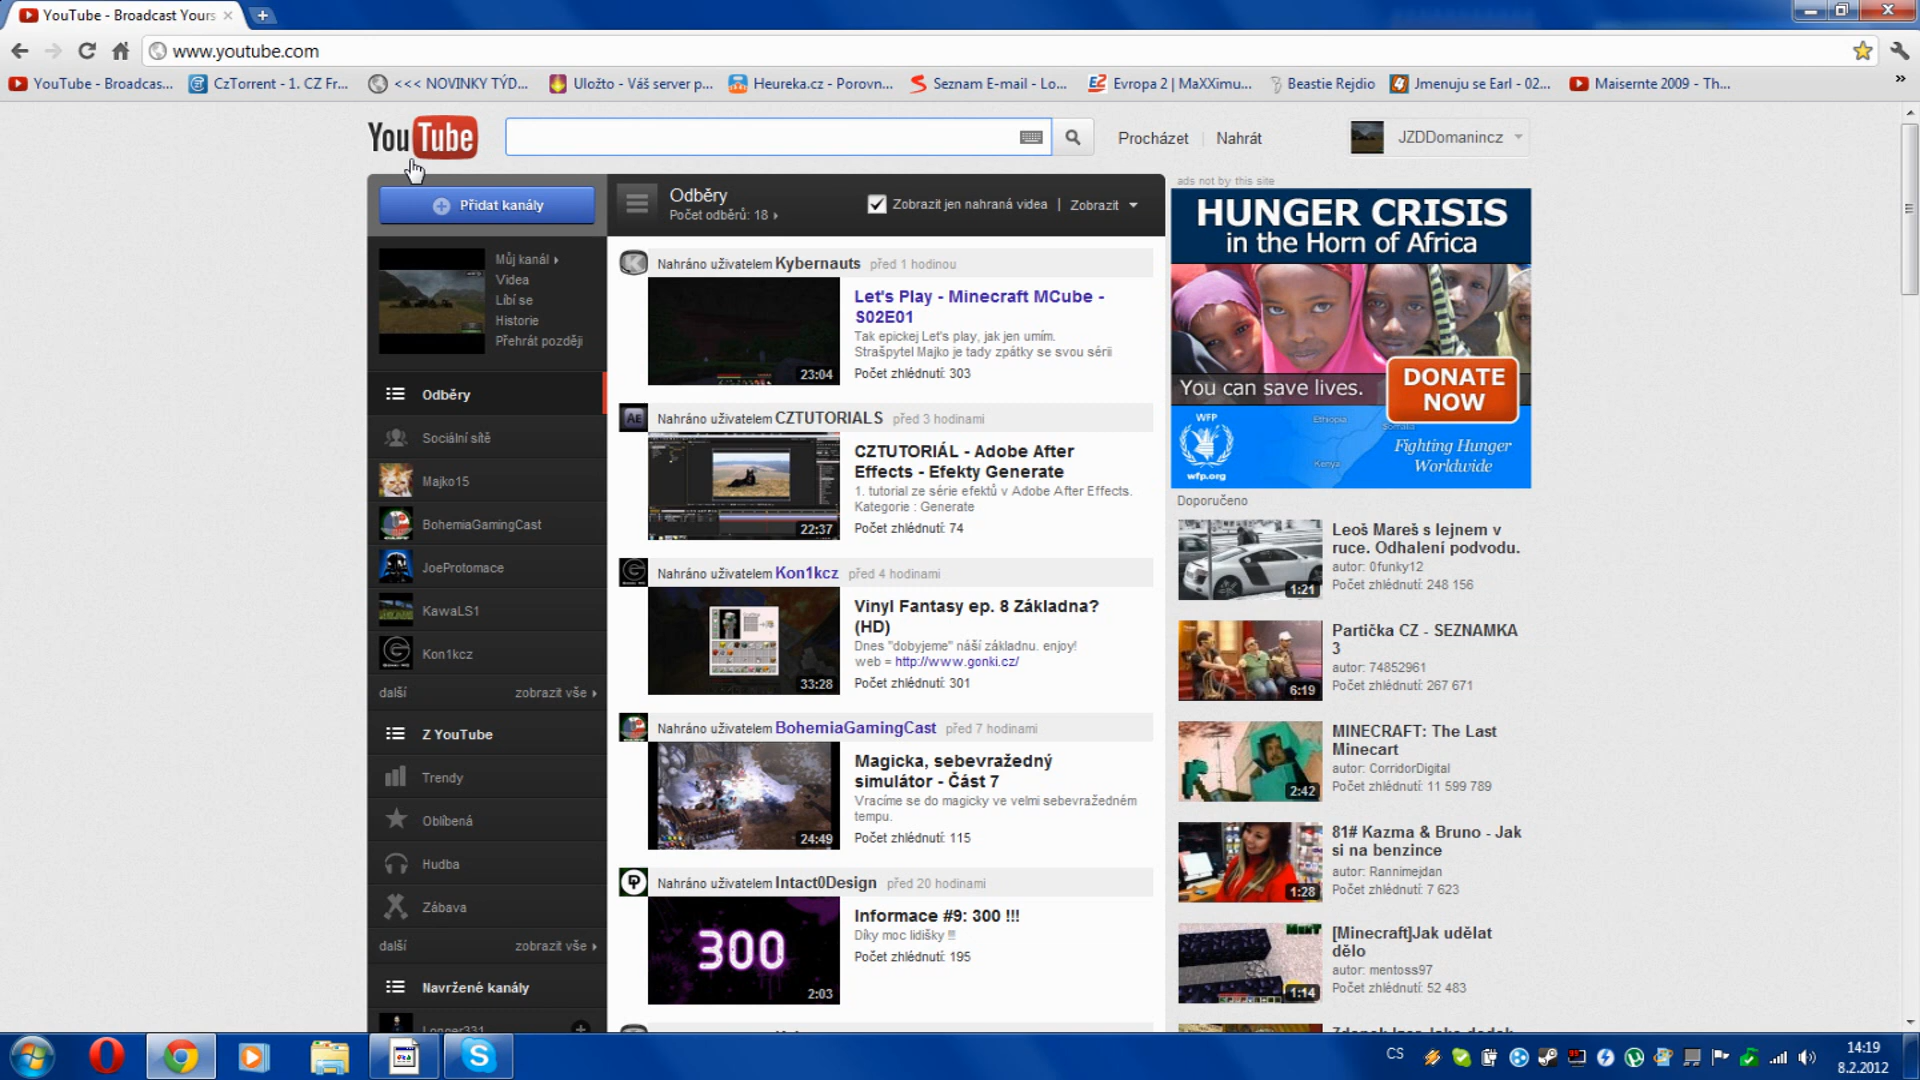 YouTube - Broadcast Yours
www.youtube.com
YouTube - Broadcas...
CzTorrent - 1. CZ Fr...
<<< NOVINKY TÝD...
Uložto - Váš server p...
Heureka.cz - Porovn...
Seznam E-mail - Lo...
Evropa 2 | MaXXimu...
Beastie Rejdio
Jmenuju se Earl - 02...
Maisernte 2009 - Th...
YouTube
Procházet | Nahrát
JZDDomanincz
Přidat kanály
Můj kanál
Videa
Líbí se
Historie
Přehrát později
Odběry
Sociální sítě
Majko15
BohemiaGamingCast
JoeProtomace
KawaLS1
Kon1kcz
další zobrazit vše
Z YouTube
Trendy
Oblíbená
Hudba
Zábava
další zobrazit vše
Navržené kanály
Longer331
Odběry
Počet odběrů: 18
Zobrazit jen nahraná videa | Zobrazit
Nahráno uživatelem Kybernauts před 1 hodinou
23:04
Let's Play - Minecraft MCube -
S02E01
Tak epickej Let's play, jak jen umím.
Strašpytel Majko je tady zpátky se svou sérii
Počet zhlédnutí: 303
AE
Nahráno uživatelem CZTUTORIALS před 3 hodinami
22:37
CZTUTORIÁL - Adobe After
Effects - Efekty Generate
1. tutorial ze série efektů v Adobe After Effects.
Kategorie : Generate
Počet zhlédnutí: 74
Nahráno uživatelem Kon1kcz před 4 hodinami
33:28
Vinyl Fantasy ep. 8 Základna?
(HD)
Dnes "dobyjeme" náší základnu. enjoy!
web = http://www.gonki.cz/
Počet zhlédnutí: 301
Nahráno uživatelem BohemiaGamingCast před 7 hodinami
24:49
Magicka, sebevražedný
simulátor - Část 7
Vracíme se do magicky ve velmi sebevražedném
tempu.
Počet zhlédnutí: 115
Nahráno uživatelem Intact0Design před 20 hodinami
300
2:03
Informace #9: 300 !!!
Díky moc lidišky !!!
Počet zhlédnutí: 195
ads not by this site
HUNGER CRISIS
in the Horn of Africa
You can save lives.
DONATE
NOW
WFP
wfp.org
Ethiopia
Somalia
Kenya
Fighting Hunger
Worldwide
Doporučeno
1:21
Leoš Mareš s lejnem v
ruce. Odhalení podvodu.
autor: 0funky12
Počet zhlédnutí: 248 156
6:19
Partička CZ - SEZNAMKA
3
autor: 74852961
Počet zhlédnutí: 267 671
2:42
MINECRAFT: The Last
Minecart
autor: CorridorDigital
Počet zhlédnutí: 11 599 789
1:28
81# Kazma & Bruno - Jak
si na benzince
autor: Rannimejdan
Počet zhlédnutí: 7 623
1:14
[Minecraft]Jak udělat
dělo
autor: mentoss97
Počet zhlédnutí: 52 483
CS
14:19
8.2.2012